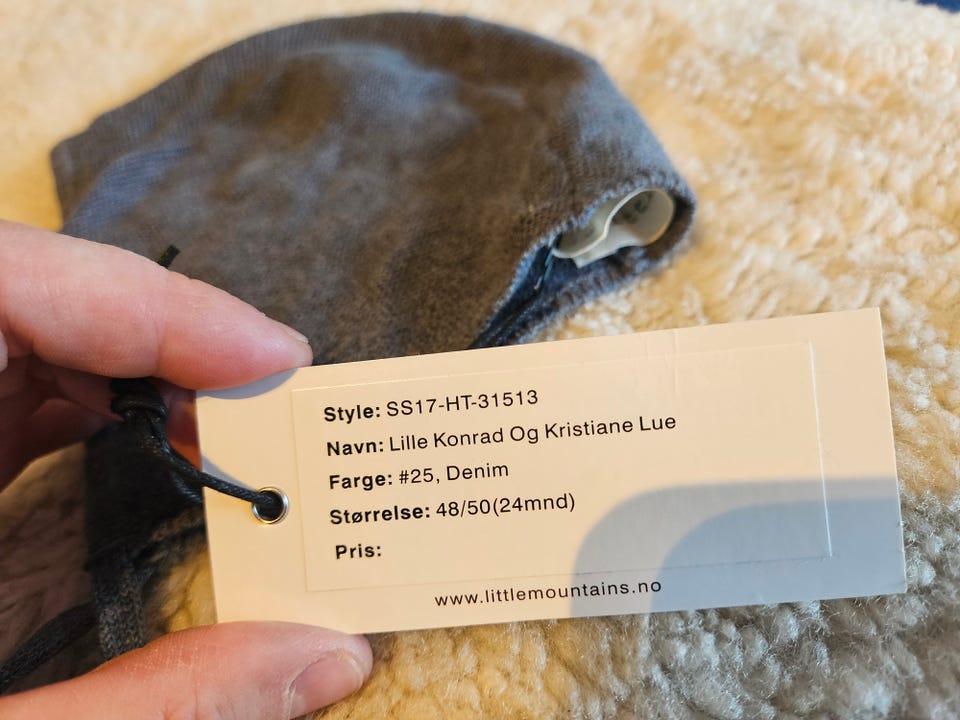 Style: SS17-HT-31513
Navn: Lille Konrad Og Kristiane Lue
Farge: #25, Denim
Størrelse: 48/50(24mnd)
Pris:
www.littlemountains.no